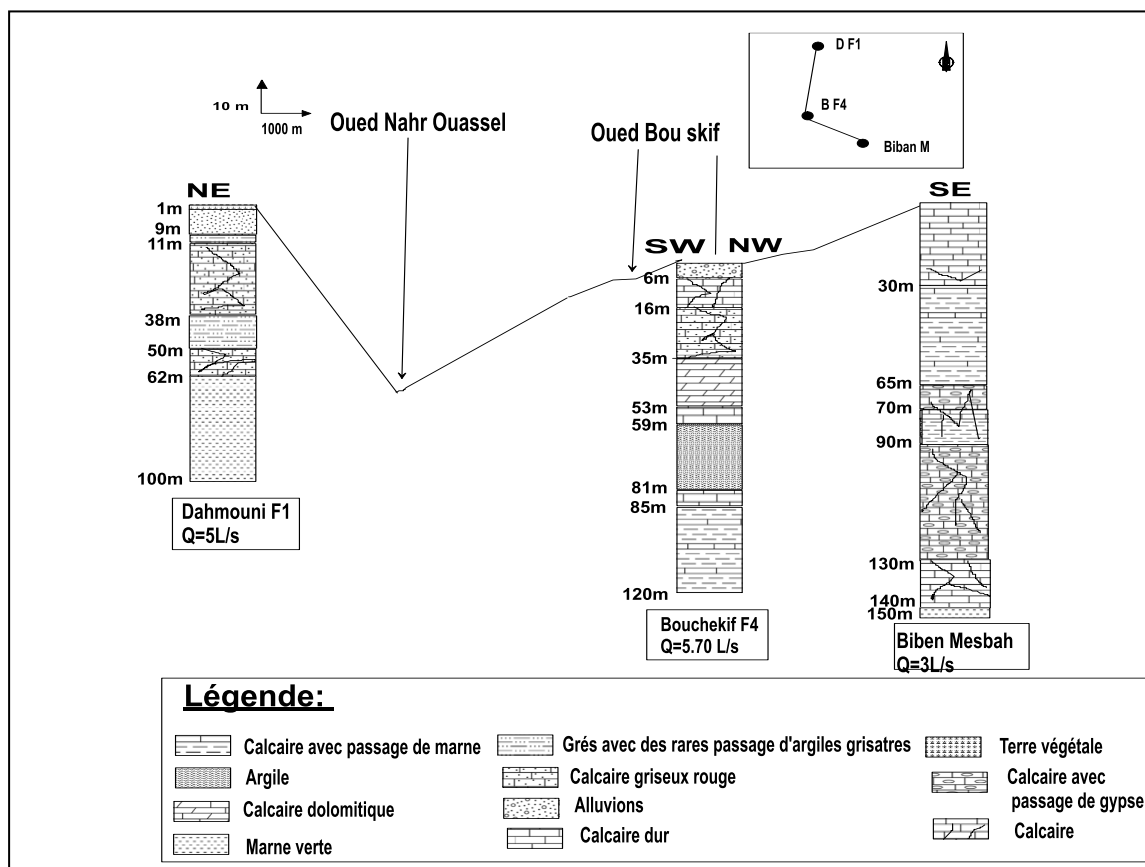 D F1
B F4
Biban M
10 m
1000 m
Oued Nahr Ouassel
Oued Bou skif
NE
SW
NW
SE
1m
9m
11m
38m
50m
62m
100m
Dahmouni F1
Q=5L/s
6m
16m
35m
53m
59m
81m
85m
120m
Bouchekif F4
Q=5.70 L/s
30m
65m
70m
90m
130m
140m
150m
Biben Mesbah
Q=3L/s
Légende:
Calcaire avec passage de marne
Argile
Calcaire dolomitique
Marne verte
Grés avec des rares passage d'argiles grisatres
Calcaire griseux rouge
Alluvions
Calcaire dur
Terre végétale
Calcaire avec
passage de gypse
Calcaire